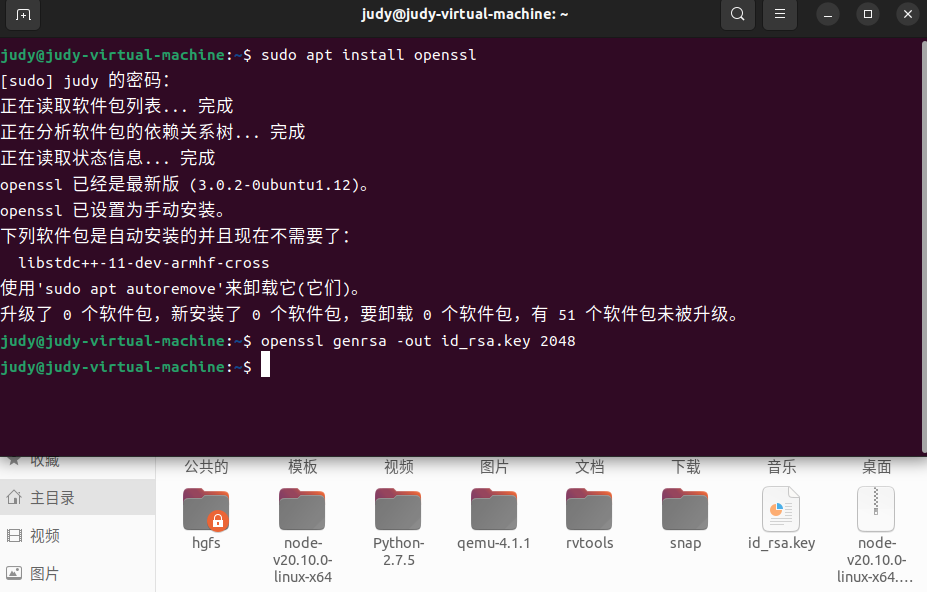 judy@judy-virtual-machine: ~
judy@judy-virtual-machine:~$ sudo apt install openssl
[sudo] judy 的密码：
正在读取软件包列表... 完成
正在分析软件包的依赖关系树... 完成
正在读取状态信息... 完成
openssl 已经是最新版 (3.0.2-0ubuntu1.12)。
openssl 已设置为手动安装。
下列软件包是自动安装的并且现在不需要了：
libstdc++-11-dev-armhf-cross
使用'sudo apt autoremove'来卸载它(它们)。
升级了 0 个软件包，新安装了 0 个软件包，要卸载 0 个软件包，有 51 个软件包未被升级。
judy@judy-virtual-machine:~$ openssl genrsa -out id_rsa.key 2048
judy@judy-virtual-machine:~$
收藏
公共的 模板 视频 图片 文档 下载 音乐 桌面
主目录
视频
图片
hgfs
node-
v20.10.0-
linux-x64
Python-
2.7.5
qemu-4.1.1
rvtools
snap
id_rsa.key
node-
v20.10.0-
linux-x64.…